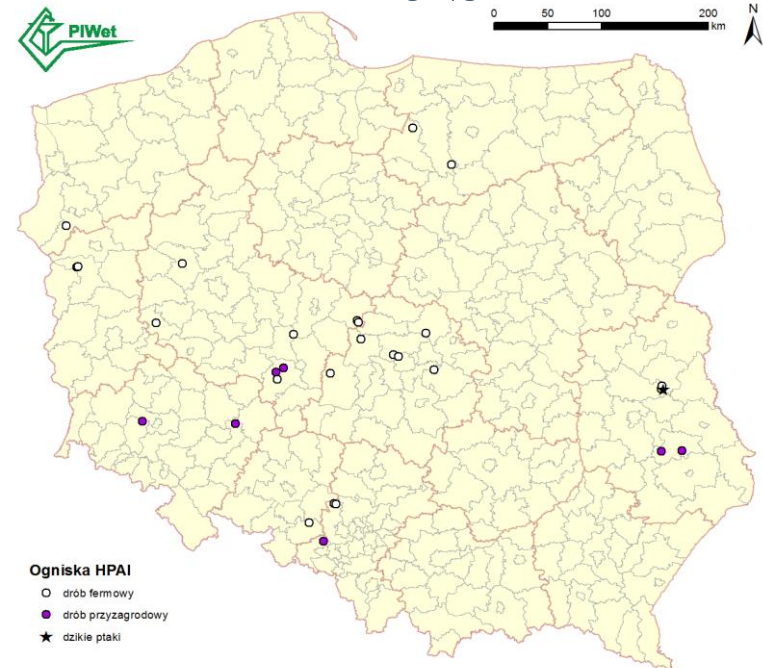 PIWet
0 50 100 200
km
N
Ogniska HPAI
drób fermowy
drób przyzagrodowy
dzikie ptaki